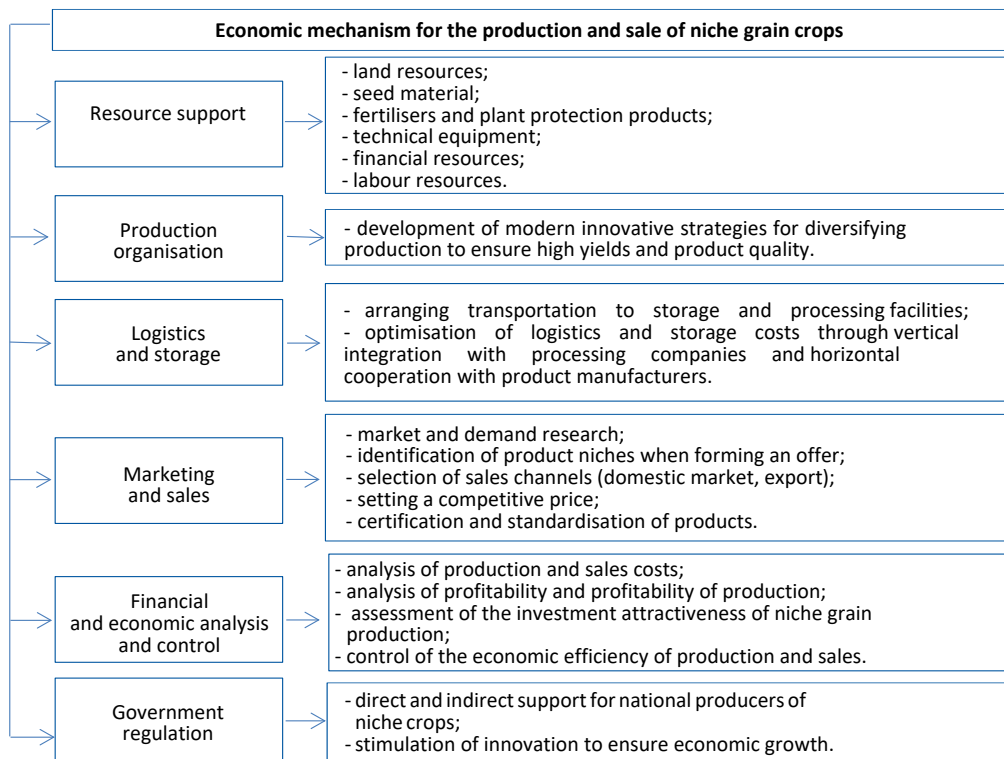 Economic mechanism for the production and sale of niche grain crops
Resource support
- land resources;
- seed material;
- fertilisers and plant protection products;
- technical equipment;
- financial resources;
- labour resources.
Production
organisation
- development of modern innovative strategies for diversifying
production to ensure high yields and product quality.
Logistics
and storage
- arranging transportation to storage and processing facilities;
- optimisation of logistics and storage costs through vertical
integration with processing companies and horizontal
cooperation with product manufacturers.
Marketing
and sales
- market and demand research;
- identification of product niches when forming an offer;
- selection of sales channels (domestic market, export);
- setting a competitive price;
- certification and standardisation of products.
Financial
and economic analysis
and control
- analysis of production and sales costs;
- analysis of profitability and profitability of production;
- assessment of the investment attractiveness of niche grain
production;
- control of the economic efficiency of production and sales.
Government
regulation
- direct and indirect support for national producers of
niche crops;
- stimulation of innovation to ensure economic growth.